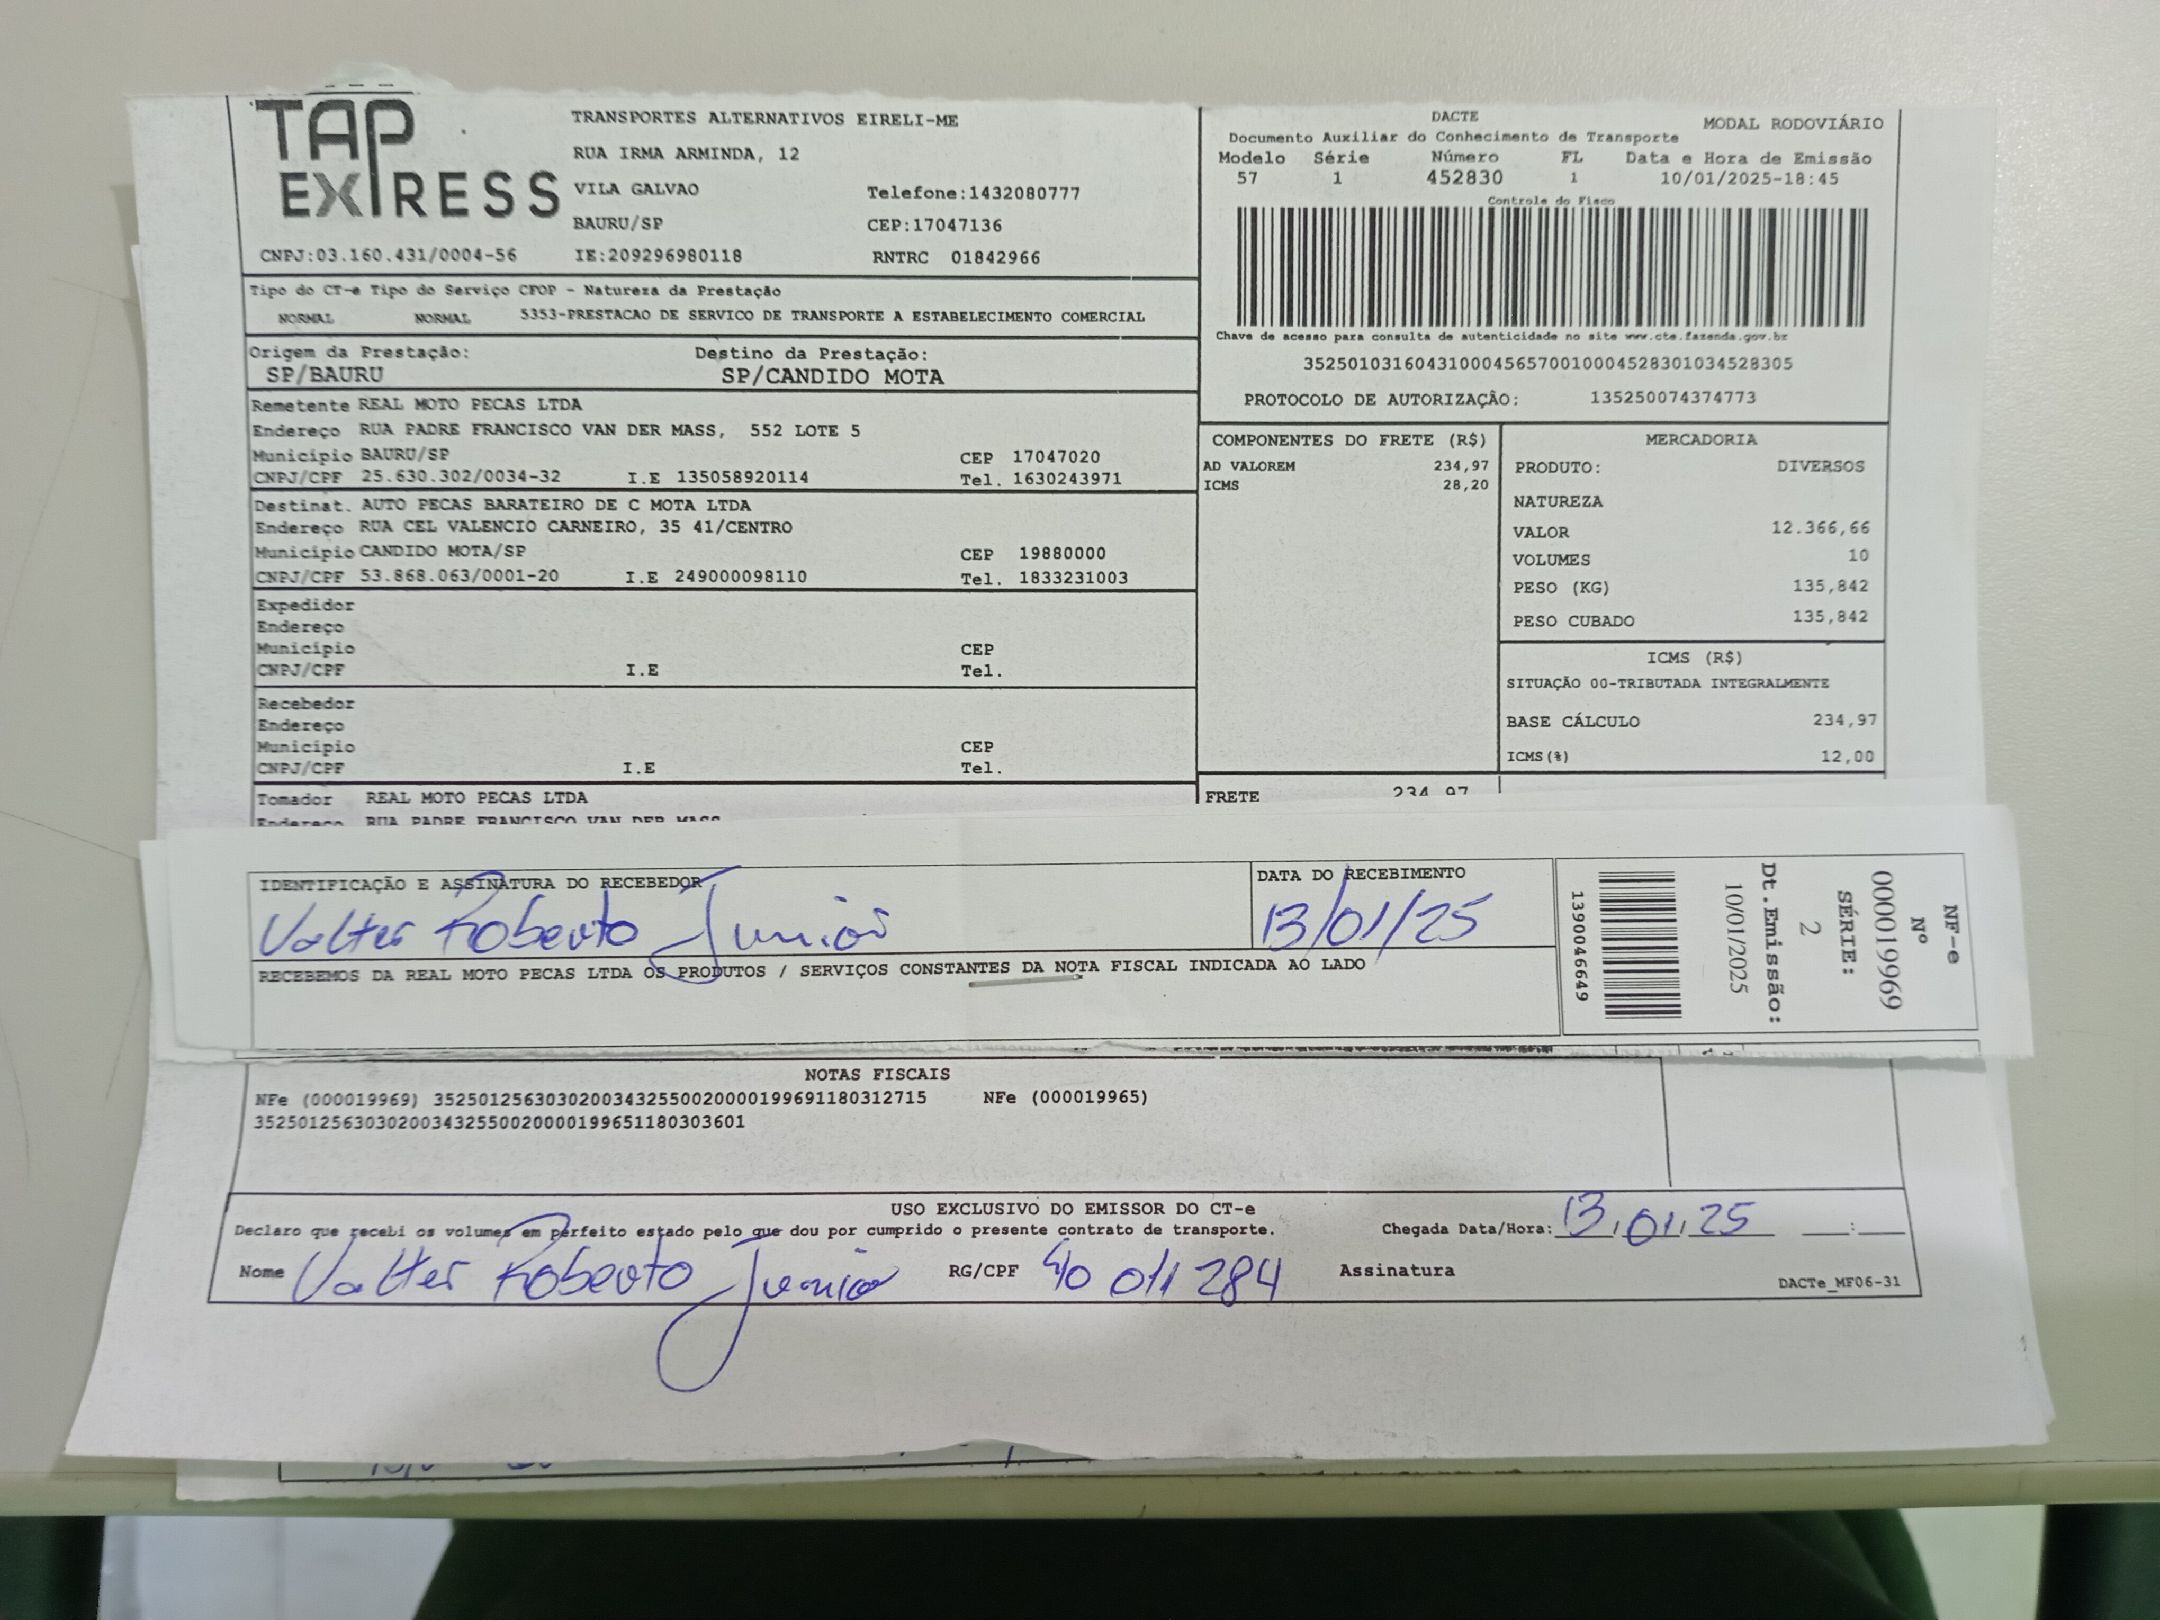 TAP EXPRESS
TRANSPORTES ALTERNATIVOS EIRELI-ME
RUA IRMA ARMINDA, 12
VILA GALVAO Telefone:1432080777
BAURU/SP CEP:17047136
CNPJ:03.160.431/0004-56 IE:209296980118 RNTRC 01842966
DACTE MODAL RODOVIÁRIO
Documento Auxiliar do Conhecimento de Transporte
Modelo Série Número FL Data e Hora de Emissão
57 1 452830 1 10/01/2025-18:45
Controle do Fisco
Chave de acesso para consulta de autenticidade no site www.cte.fazenda.gov.br
35250103160431000456570010004528301034528305
PROTOCOLO DE AUTORIZAÇÃO: 135250074374773
Tipo do CT-e Tipo do Serviço CFOP - Natureza da Prestação
NORMAL NORMAL 5353-PRESTACAO DE SERVICO DE TRANSPORTE A ESTABELECIMENTO COMERCIAL
Origem da Prestação: Destino da Prestação:
SP/BAURU SP/CANDIDO MOTA
Remetente REAL MOTO PECAS LTDA
Endereço RUA PADRE FRANCISCO VAN DER MASS, 552 LOTE 5
Município BAURU/SP CEP 17047020
CNPJ/CPF 25.630.302/0034-32 I.E 135058920114 Tel. 1630243971
Destinat. AUTO PECAS BARATEIRO DE C MOTA LTDA
Endereço RUA CEL VALENCIO CARNEIRO, 35 41/CENTRO
Município CANDIDO MOTA/SP CEP 19880000
CNPJ/CPF 53.868.063/0001-20 I.E 249000098110 Tel. 1833231003
Expedidor
Endereço
Município CEP
CNPJ/CPF I.E Tel.
Recebedor
Endereço
Município CEP
CNPJ/CPF I.E Tel.
Tomador REAL MOTO PECAS LTDA
Endereço RUA PADRE FRANCISCO VAN DER MASS
COMPONENTES DO FRETE (R$)
AD VALOREM 234,97
ICMS 28,20
FRETE 234,97
MERCADORIA
PRODUTO: DIVERSOS
NATUREZA
VALOR 12.366,66
VOLUMES 10
PESO (KG) 135,842
PESO CUBADO 135,842
ICMS (R$)
SITUAÇÃO 00-TRIBUTADA INTEGRALMENTE
BASE CÁLCULO 234,97
ICMS(%) 12,00
IDENTIFICAÇÃO E ASSINATURA DO RECEBEDOR DATA DO RECEBIMENTO
Valter Roberto Junior 13/01/25
RECEBEMOS DA REAL MOTO PECAS LTDA OS PRODUTOS / SERVIÇOS CONSTANTES DA NOTA FISCAL INDICADA AO LADO
NF-e
Nº
000019969
SÉRIE:
2
Dt.Emissão:
10/01/2025
1390046649
NOTAS FISCAIS
NFe (000019969) 35250125630302003432550020000199691180312715 NFe (000019965)
35250125630302003432550020000199651180303601
USO EXCLUSIVO DO EMISSOR DO CT-e
Declaro que recebi os volumes em perfeito estado pelo que dou por cumprido o presente contrato de transporte. Chegada Data/Hora: 13/01/25 __:__
Nome Valter Roberto Junior RG/CPF 40 011 284 Assinatura
DACTe_MF06-31